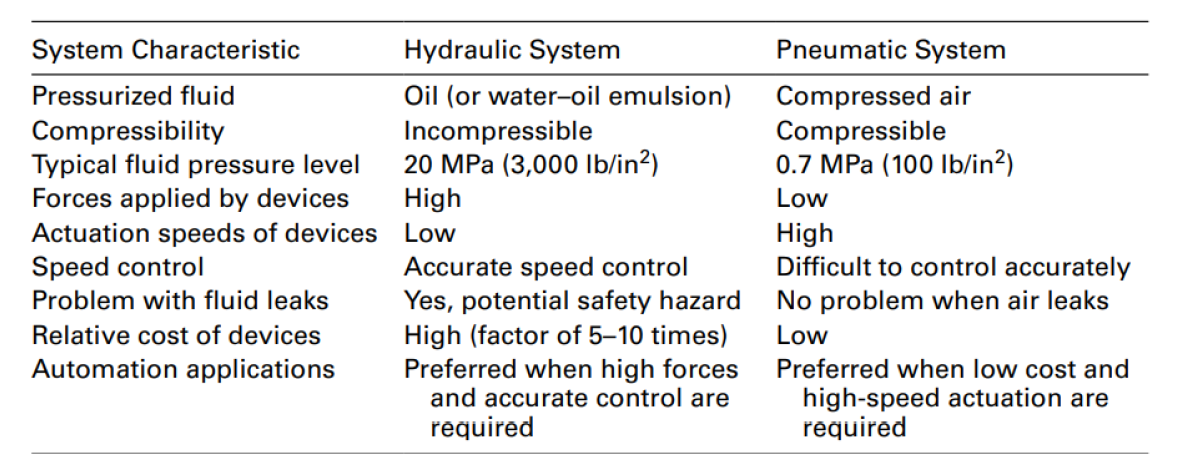 System Characteristic Hydraulic System Pneumatic System
Pressurized fluid Oil (or water–oil emulsion) Compressed air
Compressibility Incompressible Compressible
Typical fluid pressure level 20 MPa (3,000 lb/in²) 0.7 MPa (100 lb/in²)
Forces applied by devices High Low
Actuation speeds of devices Low High
Speed control Accurate speed control Difficult to control accurately
Problem with fluid leaks Yes, potential safety hazard No problem when air leaks
Relative cost of devices High (factor of 5–10 times) Low
Automation applications Preferred when high forces Preferred when low cost and
and accurate control are high-speed actuation are
required required